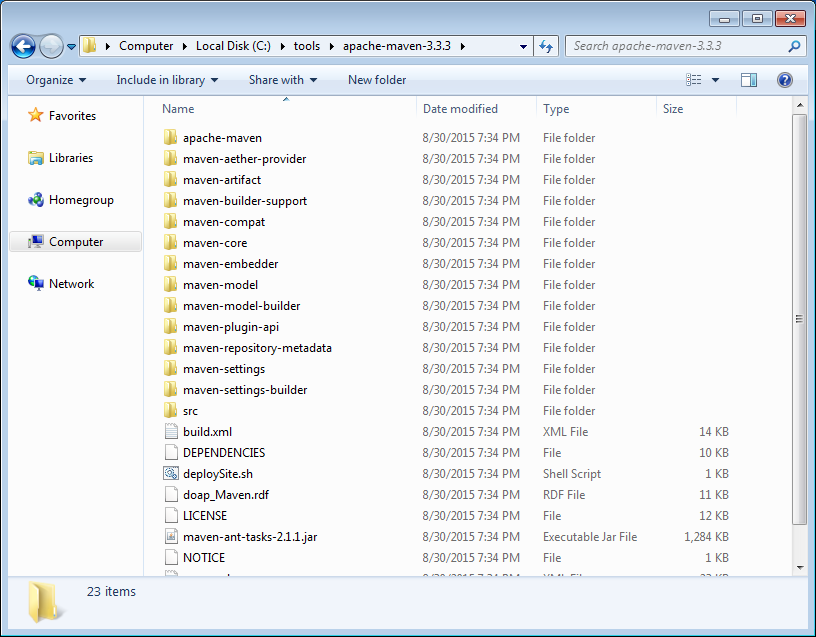 Computer Local Disk (C:) tools apache-maven-3.3.3 Search apache-maven-3.3.3
Organize Include in library Share with New folder
Favorites
Libraries
Homegroup
Computer
Network
Name Date modified Type Size
apache-maven 8/30/2015 7:34 PM File folder
maven-aether-provider 8/30/2015 7:34 PM File folder
maven-artifact 8/30/2015 7:34 PM File folder
maven-builder-support 8/30/2015 7:34 PM File folder
maven-compat 8/30/2015 7:34 PM File folder
maven-core 8/30/2015 7:34 PM File folder
maven-embedder 8/30/2015 7:34 PM File folder
maven-model 8/30/2015 7:34 PM File folder
maven-model-builder 8/30/2015 7:34 PM File folder
maven-plugin-api 8/30/2015 7:34 PM File folder
maven-repository-metadata 8/30/2015 7:34 PM File folder
maven-settings 8/30/2015 7:34 PM File folder
maven-settings-builder 8/30/2015 7:34 PM File folder
src 8/30/2015 7:34 PM File folder
build.xml 8/30/2015 7:34 PM XML File 14 KB
DEPENDENCIES 8/30/2015 7:34 PM File 10 KB
deploySite.sh 8/30/2015 7:34 PM Shell Script 1 KB
doap_Maven.rdf 8/30/2015 7:34 PM RDF File 11 KB
LICENSE 8/30/2015 7:34 PM File 12 KB
maven-ant-tasks-2.1.1.jar 8/30/2015 7:34 PM Executable Jar File 1,284 KB
NOTICE 8/30/2015 7:34 PM File 1 KB
23 items